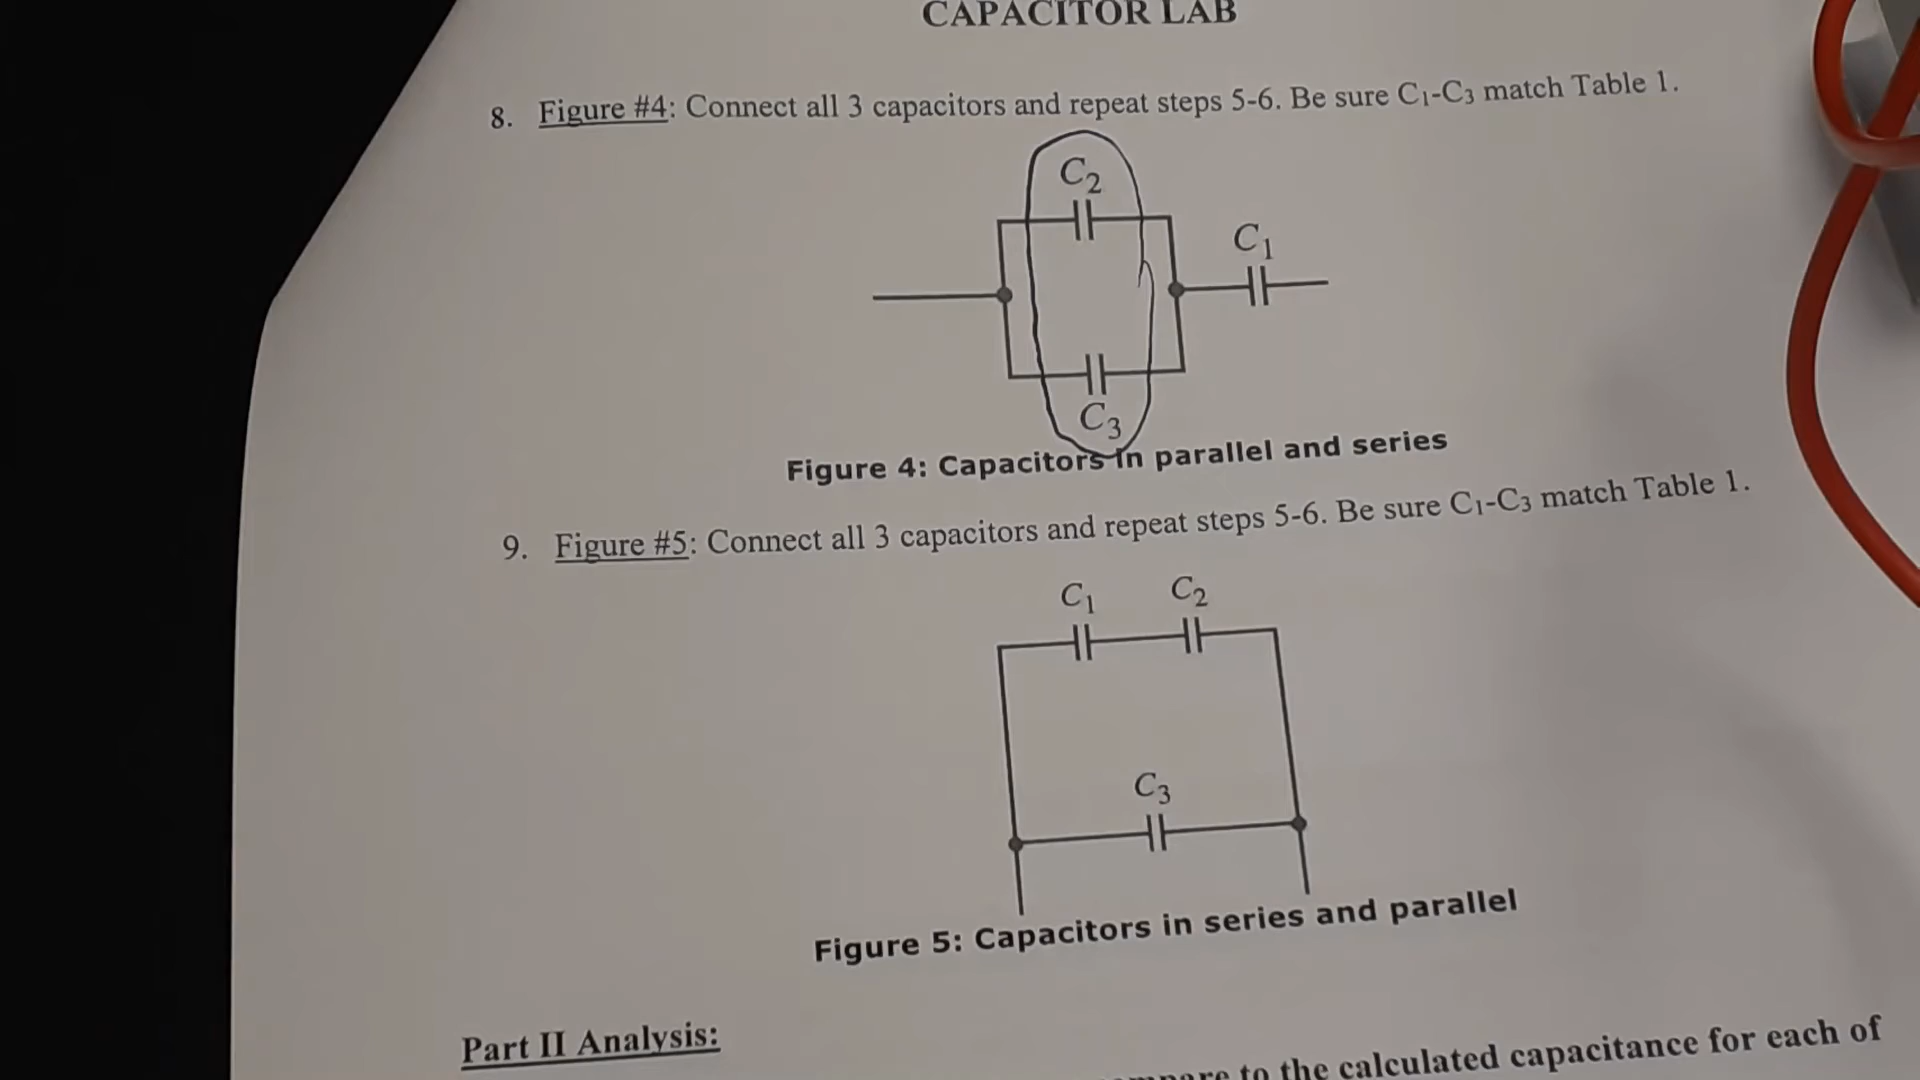 CAPACITOR LAB
8. Figure #4: Connect all 3 capacitors and repeat steps 5-6. Be sure C₁-C₃ match Table 1.
C₂
C₁
C₃
Figure 4: Capacitors in parallel and series
9. Figure #5: Connect all 3 capacitors and repeat steps 5-6. Be sure C₁-C₃ match Table 1.
C₁ C₂
C₃
Figure 5: Capacitors in series and parallel
Part II Analysis:
to the calculated capacitance for each of